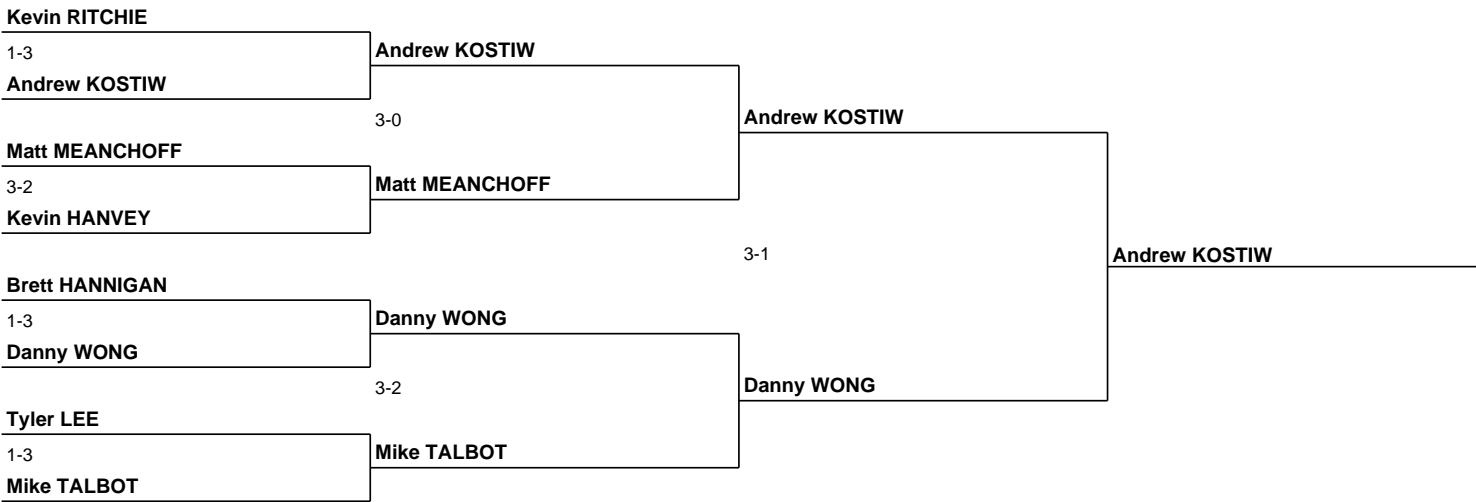 Kevin RITCHIE
1-3
Andrew KOSTIW
Andrew KOSTIW
3-0
Andrew KOSTIW
Matt MEANCHOFF
3-2
Matt MEANCHOFF
Kevin HANVEY
3-1
Andrew KOSTIW
Brett HANNIGAN
1-3
Danny WONG
Danny WONG
3-2
Danny WONG
Tyler LEE
1-3
Mike TALBOT
Mike TALBOT